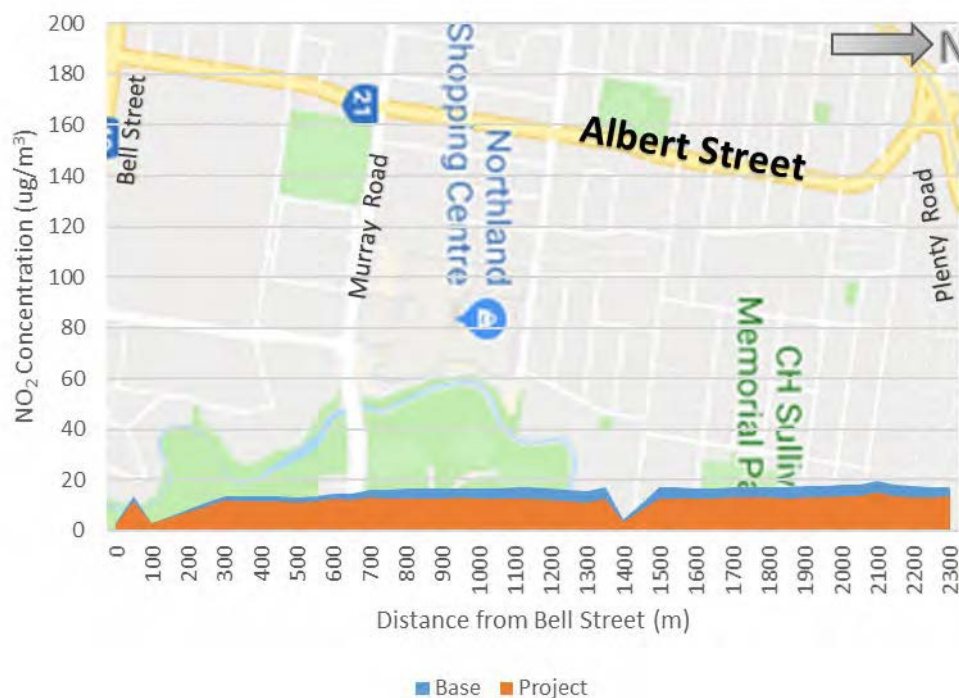 200
180
160
140
120
100
80
60
40
20
0
NO₂ Concentration (ug/m³)
Bell Street
21
Murray Road
Northland
Shopping Centre
Albert Street
CH Sulliv
Memorial Pa
Plenty Road
N
0
100
200
300
400
500
600
700
800
900
1000
1100
1200
1300
1400
1500
1600
1700
1800
1900
2000
2100
2200
2300
Distance from Bell Street (m)
Base
Project